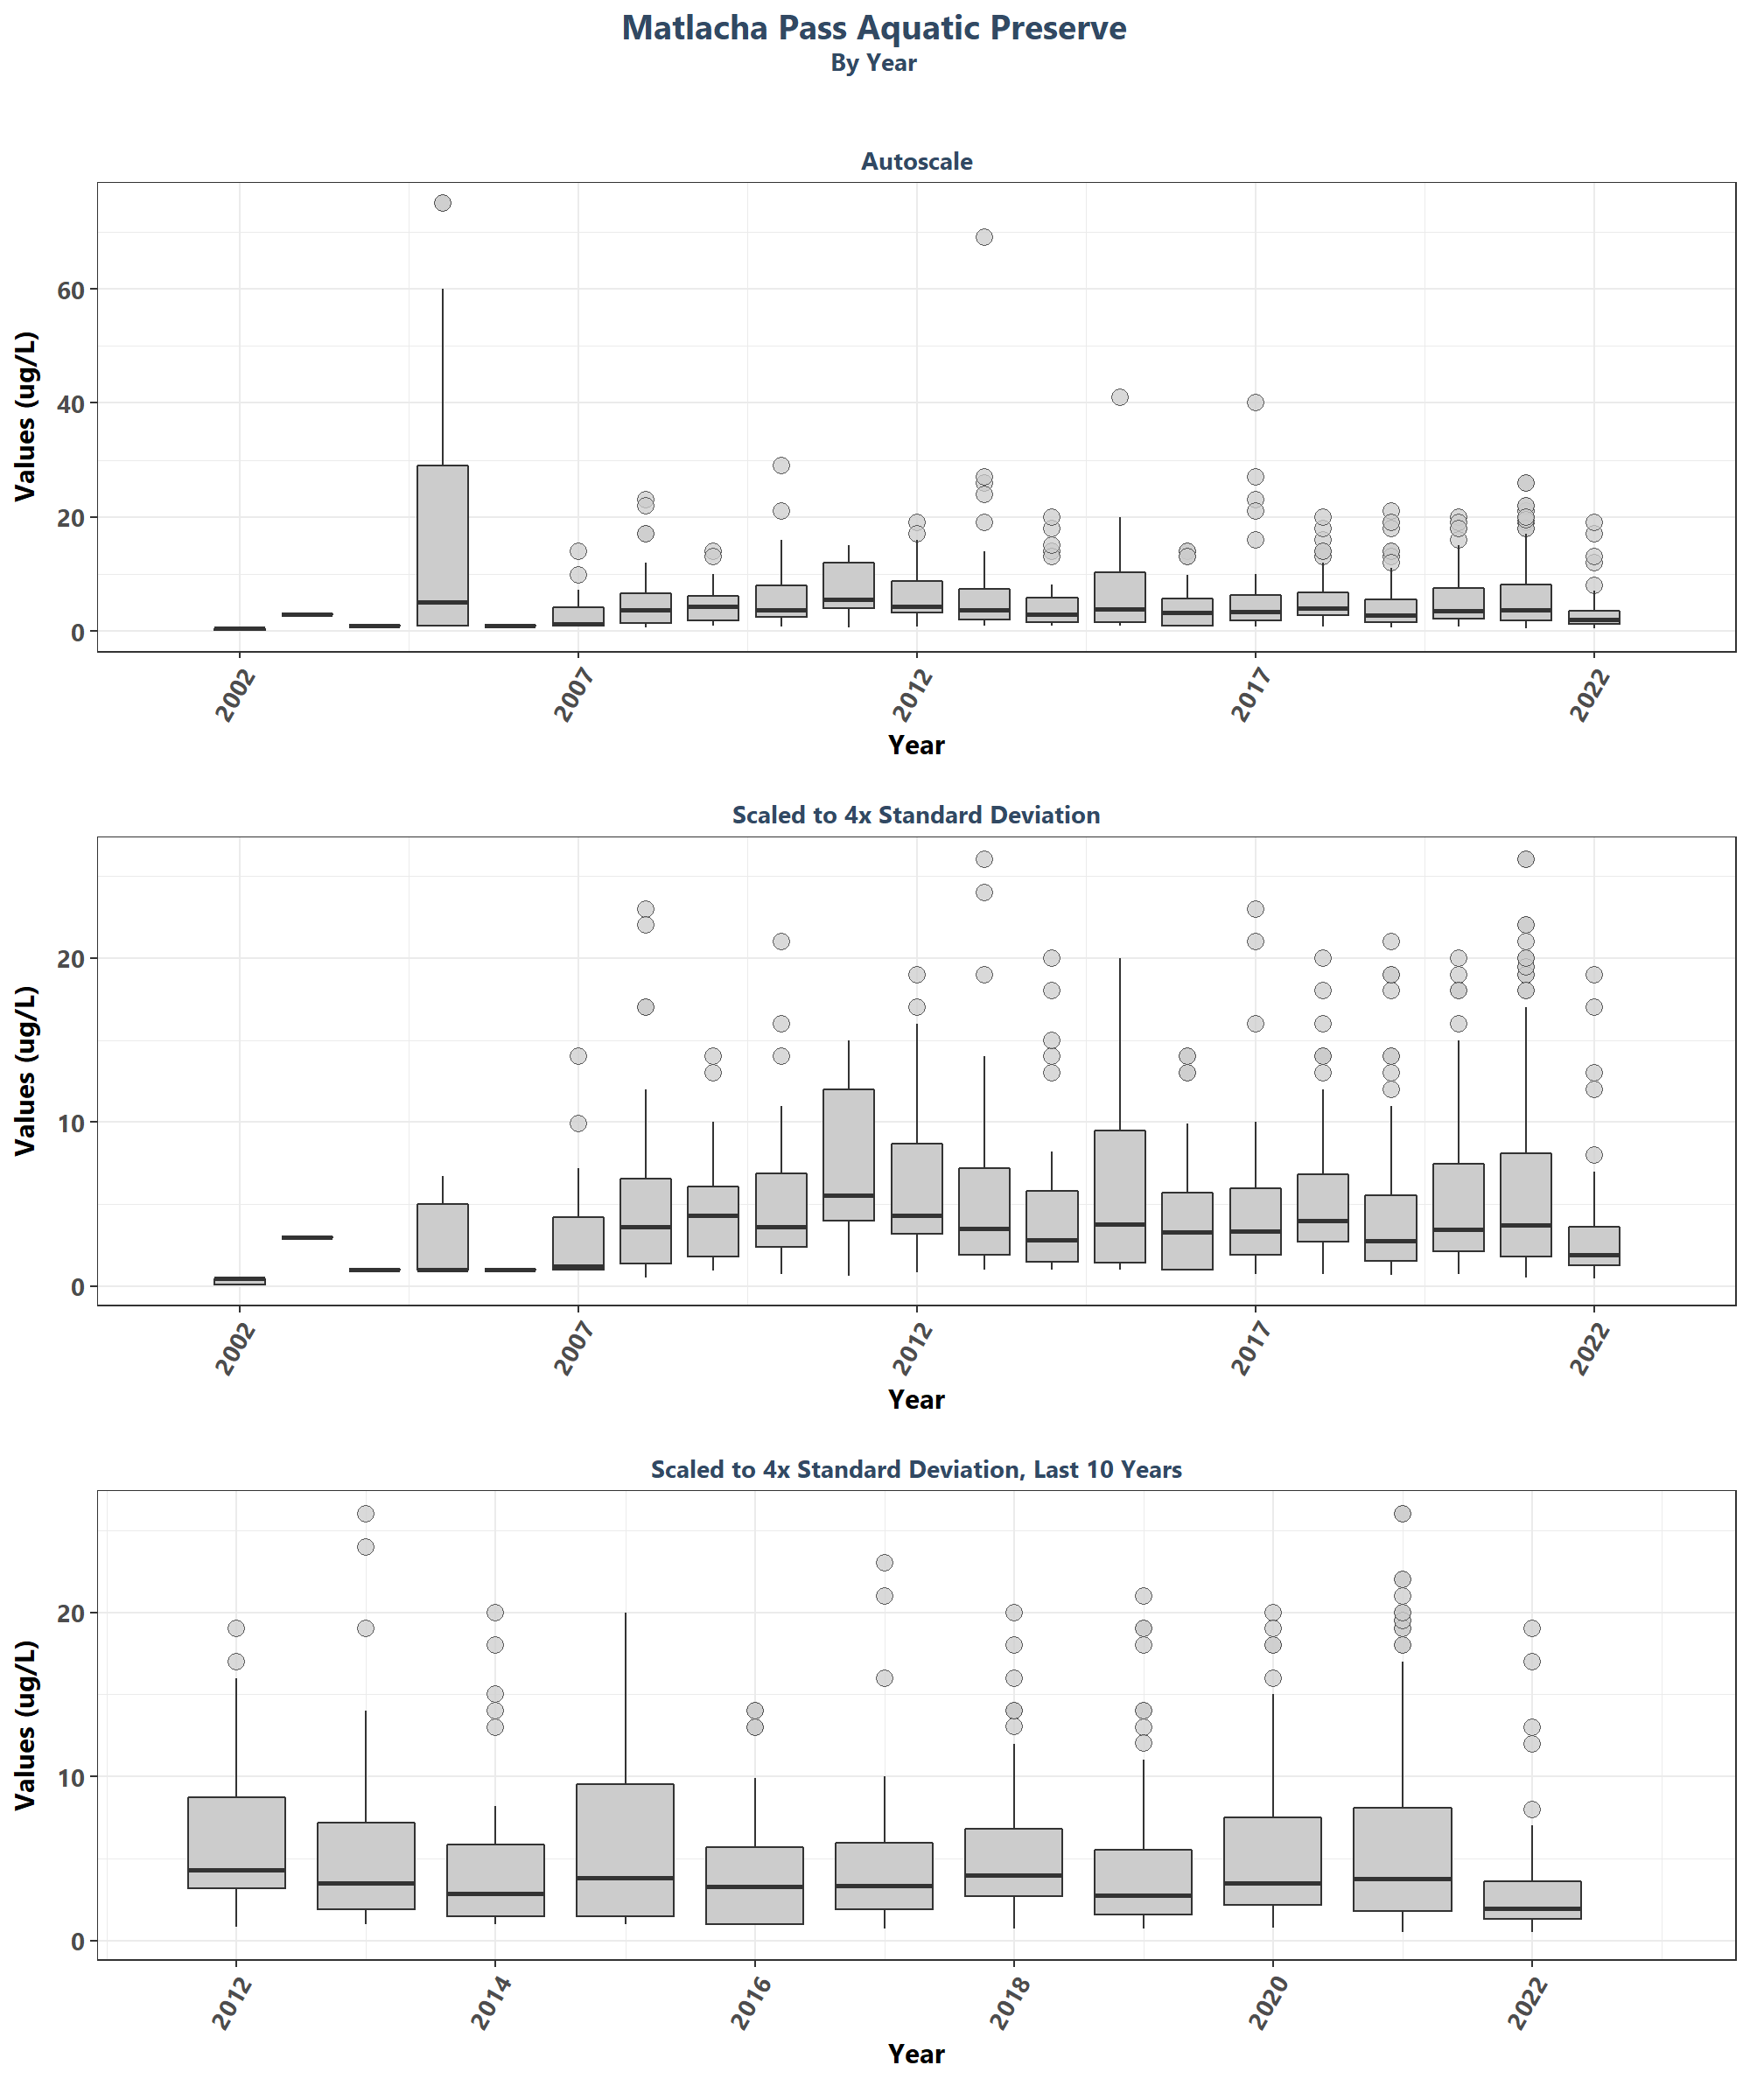 Matlacha Pass Aquatic Preserve
By Year
Autoscale
Values (ug/L)
60
40
20
0
2002
2007
2012
2017
2022
Year
Scaled to 4x Standard Deviation
Values (ug/L)
20
10
0
2002
2007
2012
2017
2022
Year
Scaled to 4x Standard Deviation, Last 10 Years
Values (ug/L)
20
10
0
2012
2014
2016
2018
2020
2022
Year